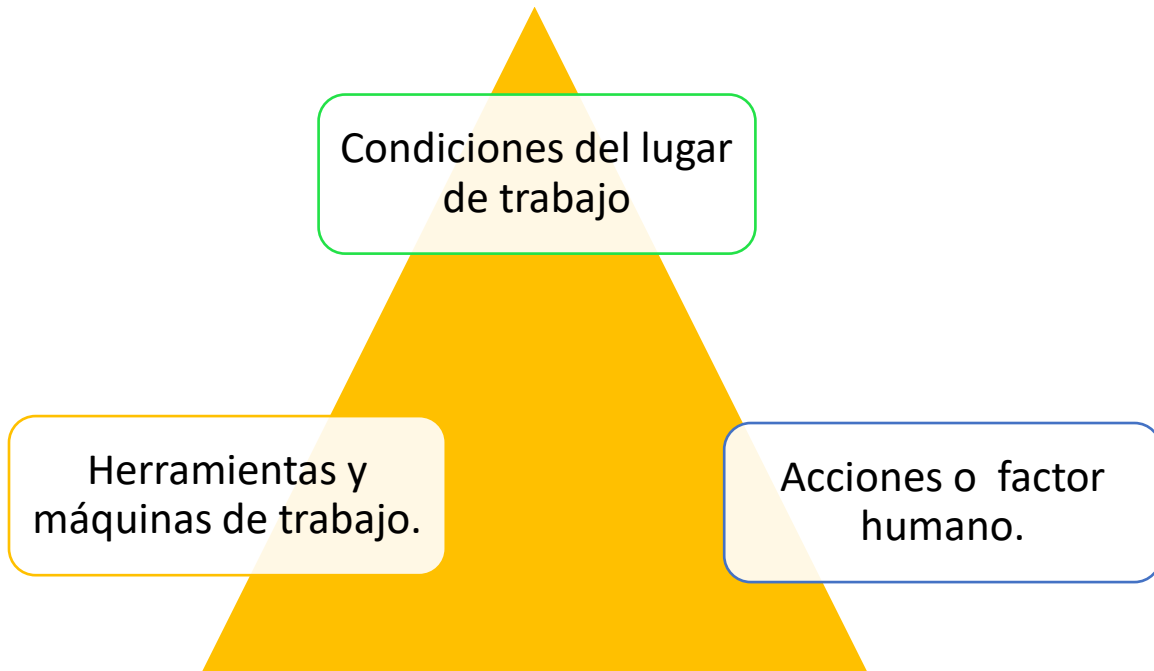 Condiciones del lugar
de trabajo
Herramientas y
máquinas de trabajo.
Acciones o  factor
humano.